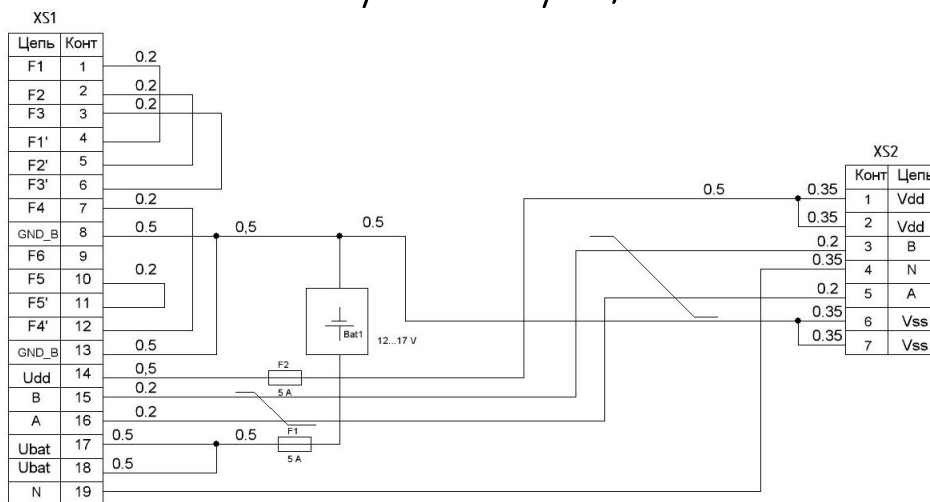 XS1
Цепь Конт
F1 1 0.2
F2 2 0.2
F3 3 0.2
F1' 4
F2' 5
F3' 6
F4 7 0.2
GND_B 8 0.5 0,5 0.5
F6 9
F5 10 0.2
F5' 11
F4' 12
GND_B 13 0.5
Udd 14 0,5
B 15 0.2
A 16 0.2
Ubat 17 0.5 0.5
Ubat 18 0.5
N 19
Bat1
12...17 V
F2
5 A
F1
5 A
XS2
Конт Цепь
0.5 0.35 1 Vdd
0.35 2 Vdd
0.2 3 B
0.35 4 N
0.2 5 A
0.35 6 Vss
0.35 7 Vss